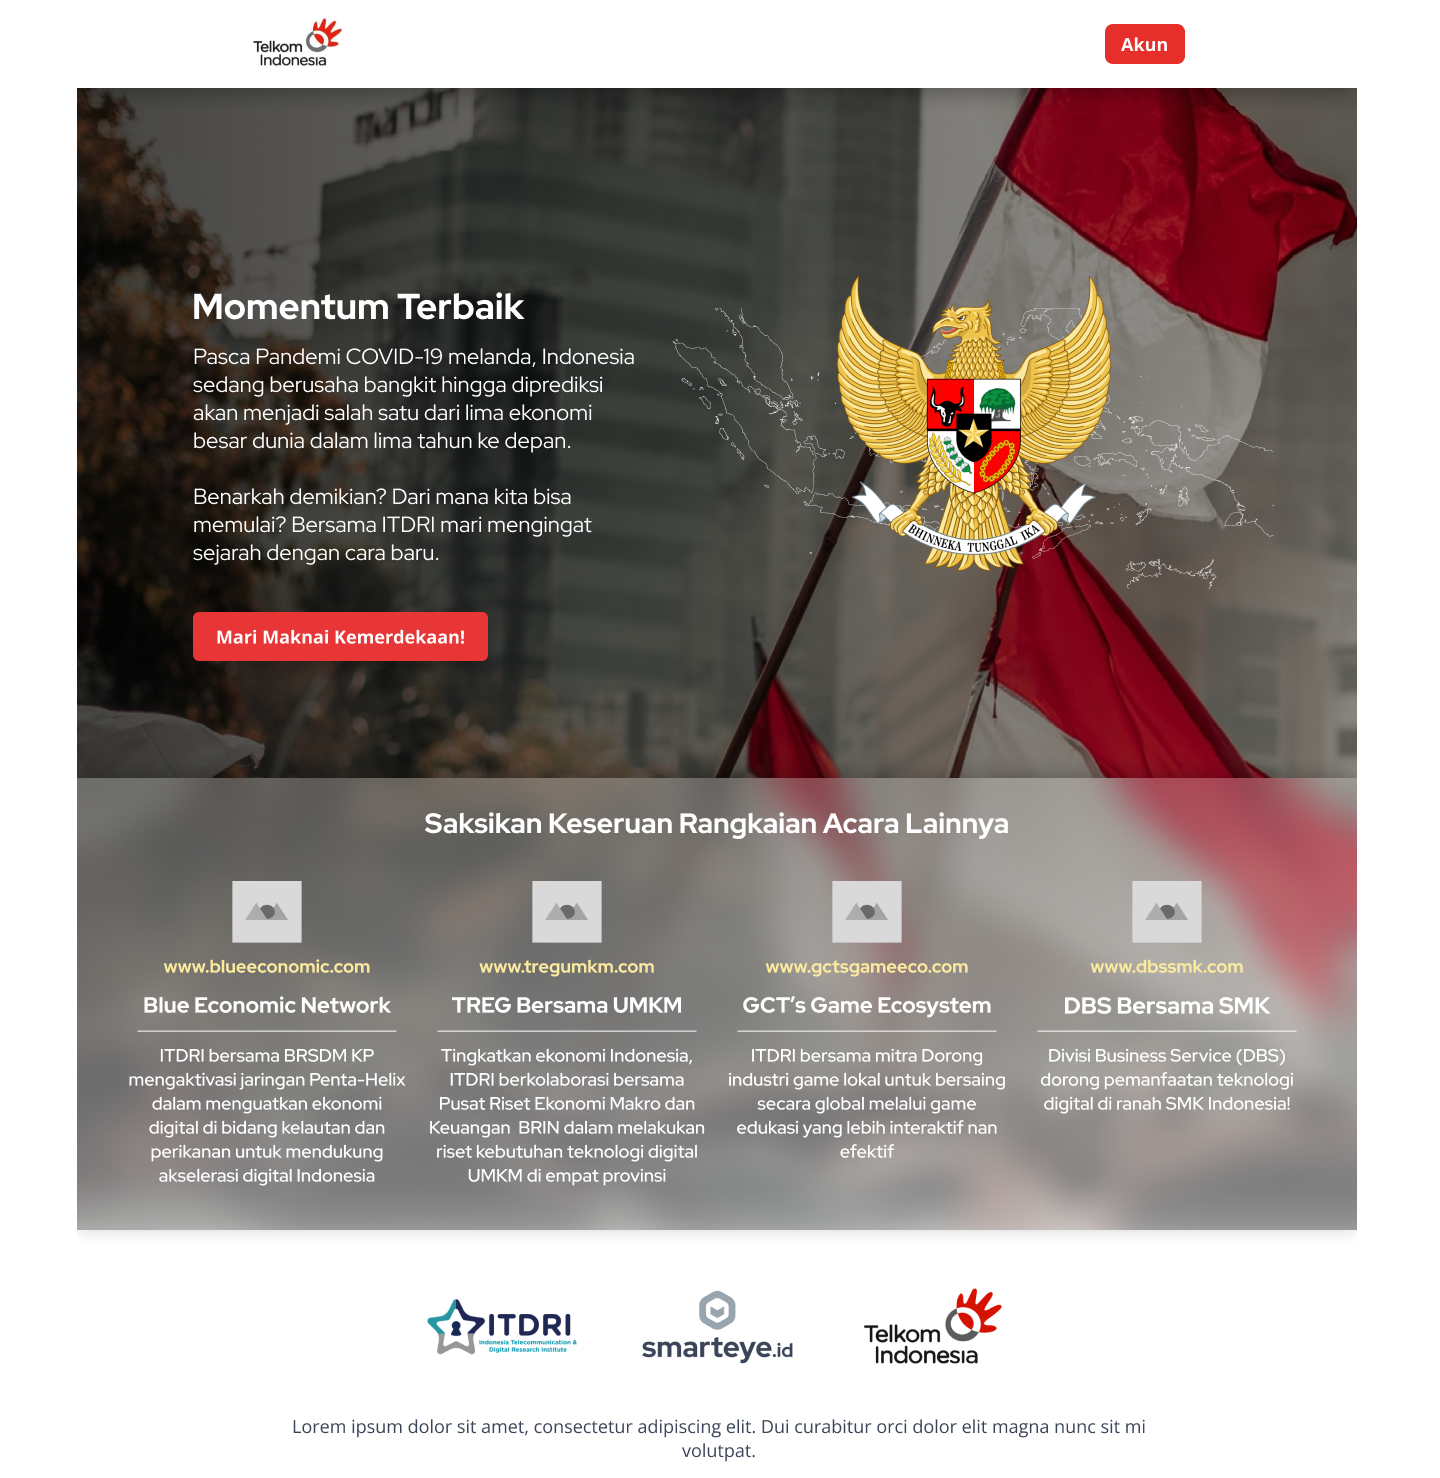 Telkom
Indonesia
Akun
mandiri
Momentum Terbaik
Pasca Pandemi COVID-19 melanda, Indonesia
sedang berusaha bangkit hingga diprediksi
akan menjadi salah satu dari lima ekonomi
besar dunia dalam lima tahun ke depan.
Benarkah demikian? Dari mana kita bisa
memulai? Bersama ITDRI mari mengingat
sejarah dengan cara baru.
BHINNEKA TUNGGAL IKA
Mari Maknai Kemerdekaan!
Saksikan Keseruan Rangkaian Acara Lainnya
www.blueeconomic.com
Blue Economic Network
ITDRI bersama BRSDM KP
mengaktivasi jaringan Penta-Helix
dalam menguatkan ekonomi
digital di bidang kelautan dan
perikanan untuk mendukung
akselerasi digital Indonesia
www.tregumkm.com
TREG Bersama UMKM
Tingkatkan ekonomi Indonesia,
ITDRI berkolaborasi bersama
Pusat Riset Ekonomi Makro dan
Keuangan  BRIN dalam melakukan
riset kebutuhan teknologi digital
UMKM di empat provinsi
www.gctsgameeco.com
GCT’s Game Ecosystem
ITDRI bersama mitra Dorong
industri game lokal untuk bersaing
secara global melalui game
edukasi yang lebih interaktif nan
efektif
www.dbssmk.com
DBS Bersama SMK
Divisi Business Service (DBS)
dorong pemanfaatan teknologi
digital di ranah SMK Indonesia!
ITDRI
Indonesia Telecommunication &
Digital Research Institute
smarteye.id
Telkom
Indonesia
Lorem ipsum dolor sit amet, consectetur adipiscing elit. Dui curabitur orci dolor elit magna nunc sit mi
volutpat.